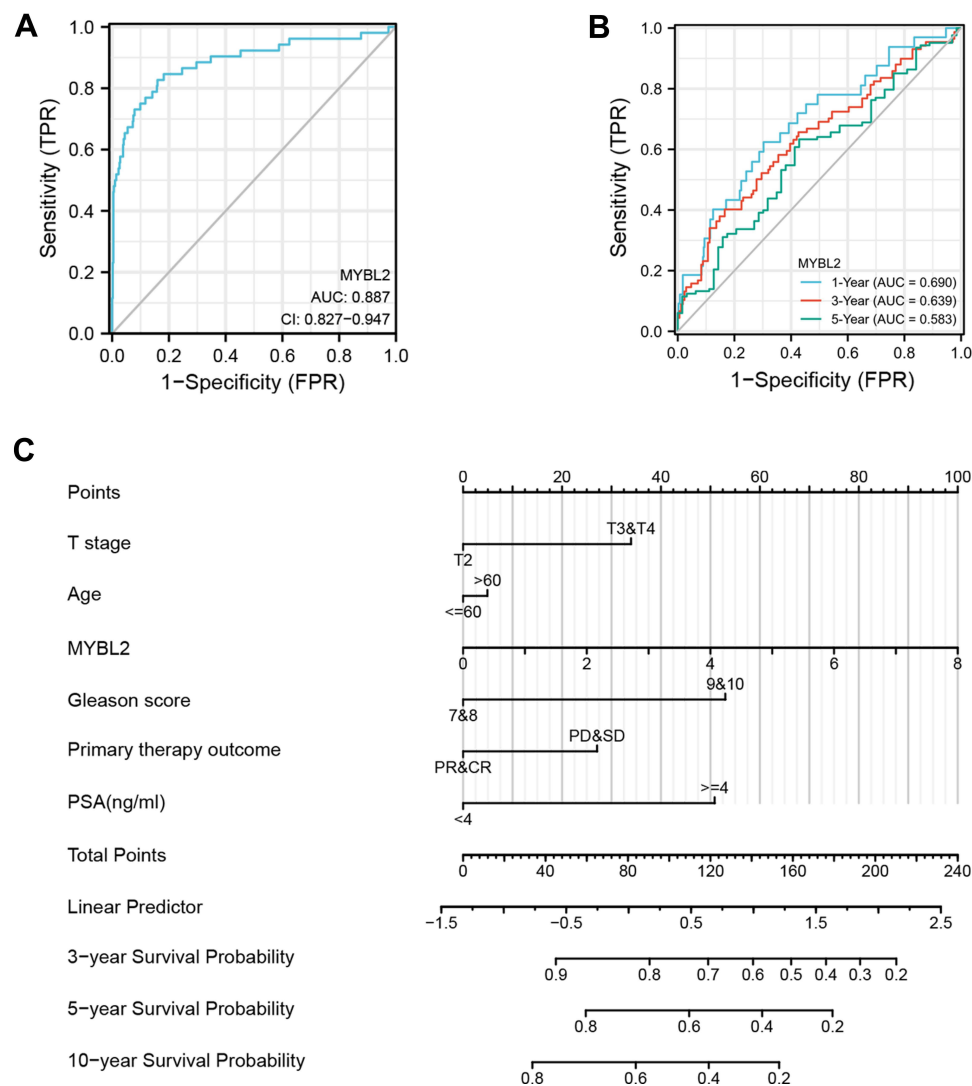 A
1.0
0.8
0.6
0.4
0.2
0.0
Sensitivity (TPR)
MYBL2
AUC: 0.887
CI: 0.827−0.947
0.0 0.2 0.4 0.6 0.8 1.0
1−Specificity (FPR)
B
1.0
0.8
0.6
0.4
0.2
0.0
Sensitivity (TPR)
MYBL2
1-Year (AUC = 0.690)
3-Year (AUC = 0.639)
5-Year (AUC = 0.583)
0.0 0.2 0.4 0.6 0.8 1.0
1−Specificity (FPR)
C
Points 0 20 40 60 80 100
T stage T2 T3&T4
Age <=60 >60
MYBL2 0 2 4 6 8
Gleason score 7&8 9&10
Primary therapy outcome PR&CR PD&SD
PSA(ng/ml) <4 >=4
Total Points 0 40 80 120 160 200 240
Linear Predictor −1.5 −0.5 0.5 1.5 2.5
3−year Survival Probability 0.9 0.8 0.7 0.6 0.5 0.4 0.3 0.2
5−year Survival Probability 0.8 0.6 0.4 0.2
10−year Survival Probability 0.8 0.6 0.4 0.2